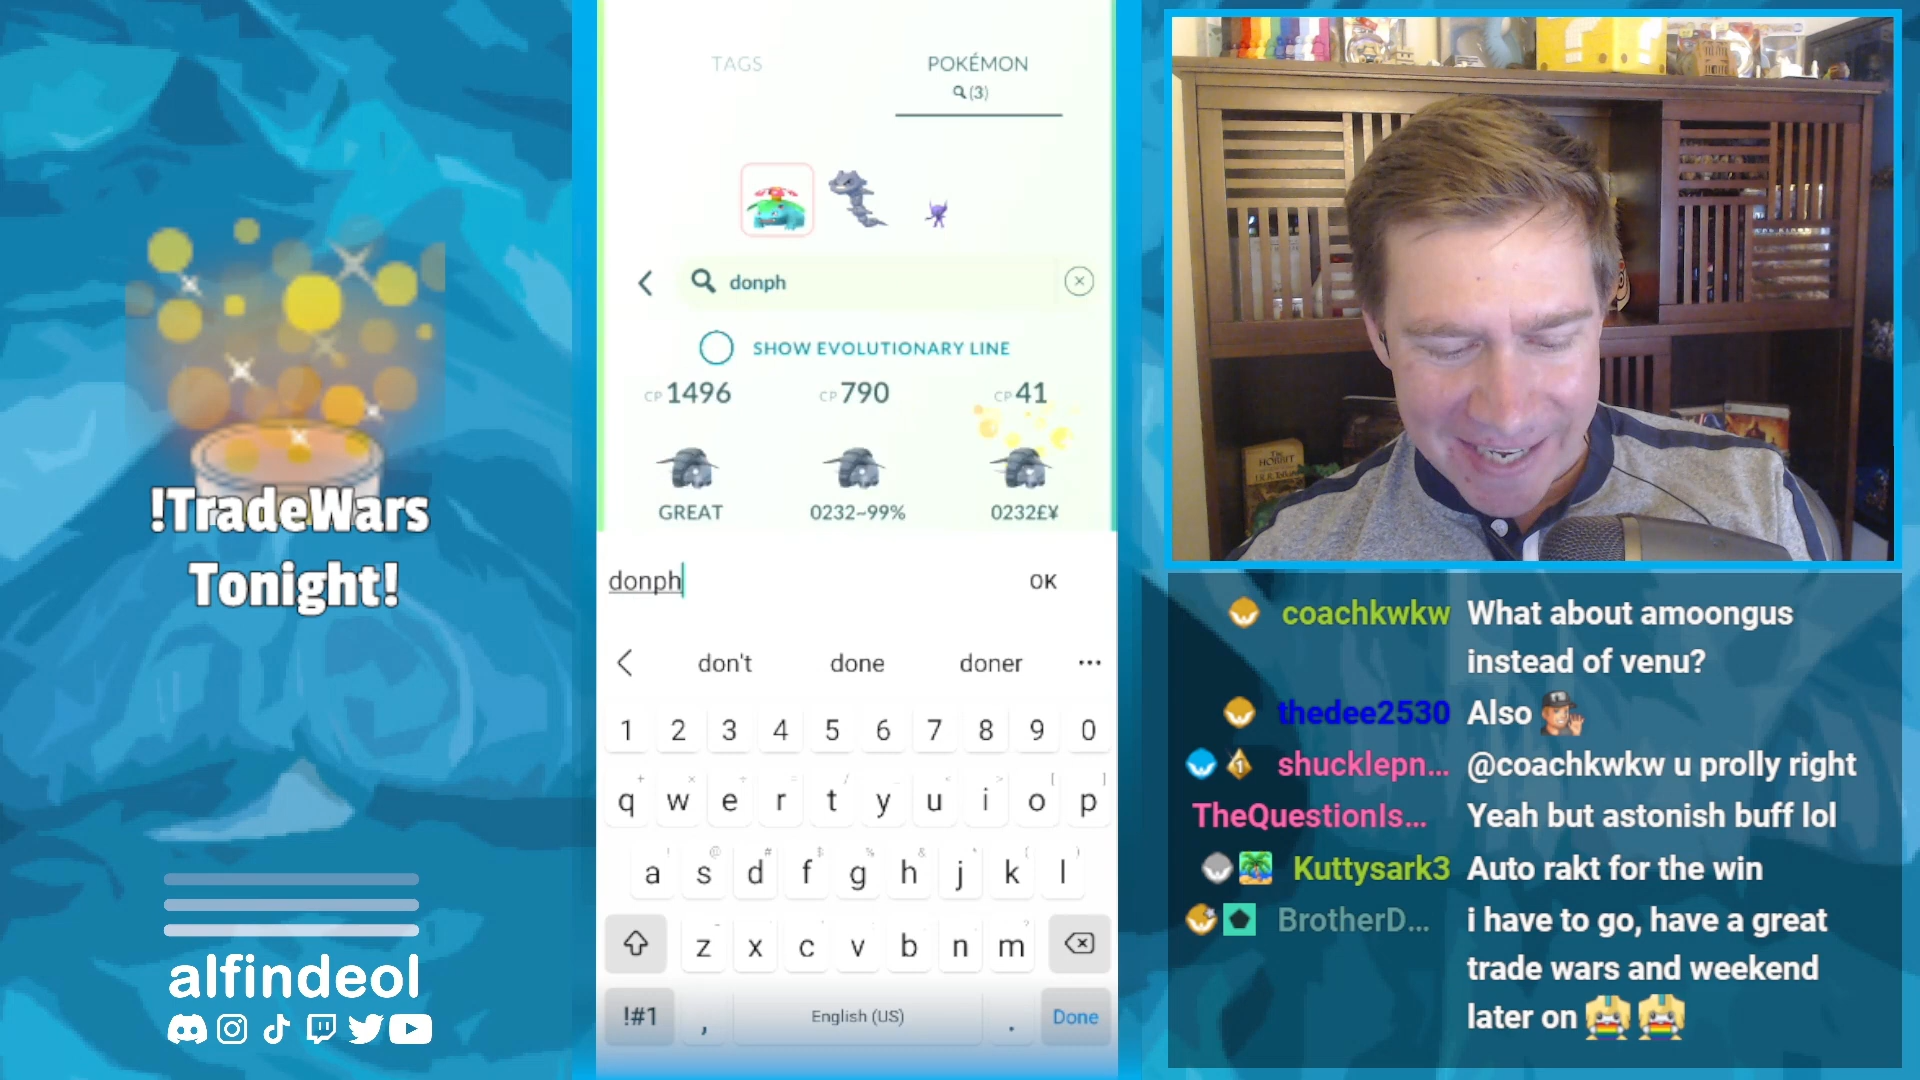 !TradeWars
Tonight!
alfindeol
TAGS
POKÉMON
(3)
donph
SHOW EVOLUTIONARY LINE
CP 1496
CP 790
CP 41
GREAT
0232~99%
0232£¥
donph
OK
don't
done
doner
1 2 3 4 5 6 7 8 9 0
q w e r t y u i o p
a s d f g h j k l
z x c v b n m
!#1
,
English (US)
.
Done
THE HOBBIT
coachkwkw What about amoongus
instead of venu?
thedee2530 Also
shucklepn... @coachkwkw u prolly right
TheQuestionIs... Yeah but astonish buff lol
Kuttysark3 Auto rakt for the win
BrotherD... i have to go, have a great
trade wars and weekend
later on